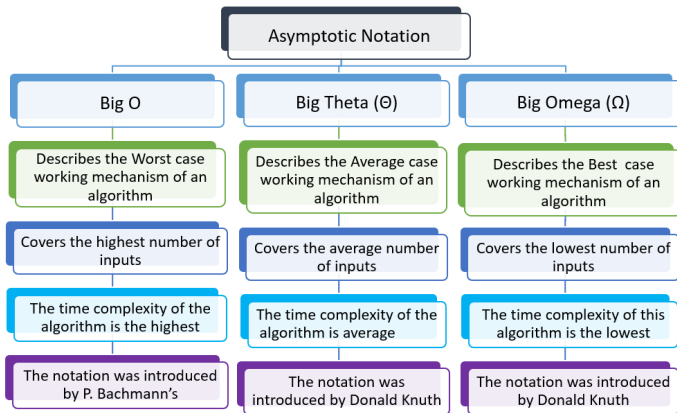 Asymptotic Notation
Big O
Big Theta (Θ)
Big Omega (Ω)
Describes the Worst case
working mechanism of an
algorithm
Describes the Average case
working mechanism of an
algorithm
Describes the Best case
working mechanism of an
algorithm
Covers the highest number of
inputs
Covers the average number
of inputs
Covers the lowest number of
inputs
The time complexity of the
algorithm is the highest
The time complexity of the
algorithm is average
The time complexity of this
algorithm is the lowest
The notation was introduced
by P. Bachmann’s
The notation was
introduced by Donald Knuth
The notation was introduced
by Donald Knuth